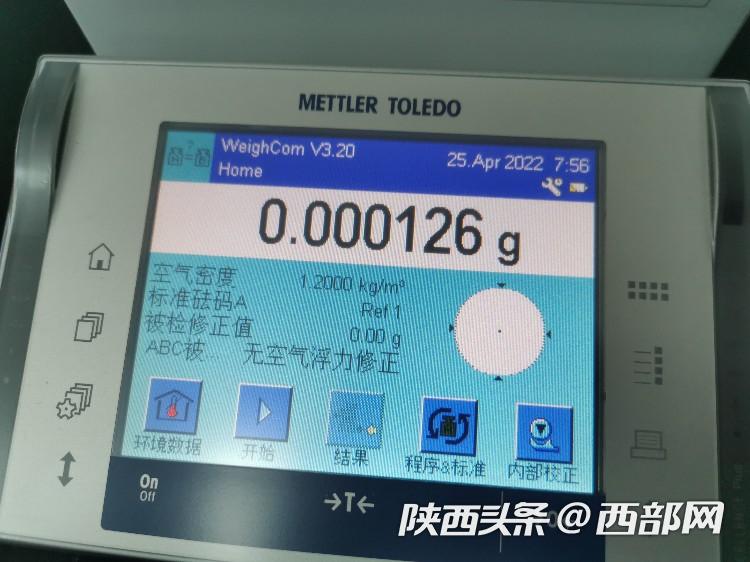 METTLER TOLEDO
WeighCom V3.20
25.Apr 2022 7:56
Home
0.000126 g
空气密度 1.2000 kg/m³
标准砝码A Ref 1
被检修正值 0.00 g
ABC被... 无空气浮力修正
环境数据 开始 结果 程序&标准 内部校正
On
Off
→T←
陕西头条@西部网